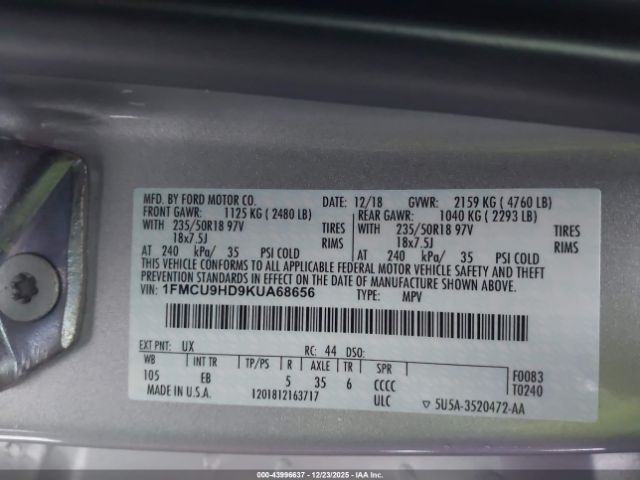 MFD. BY FORD MOTOR CO. DATE: 12/18 GVWR: 2159 KG ( 4760 LB)
FRONT GAWR: 1125 KG ( 2480 LB) REAR GAWR: 1040 KG ( 2293 LB)
WITH 235/50R18 97V TIRES WITH 235/50R18 97V TIRES
18x7.5J RIMS 18x7.5J RIMS
AT 240 kPa/ 35 PSI COLD AT 240 kPa/ 35 PSI COLD
THIS VEHICLE CONFORMS TO ALL APPLICABLE FEDERAL MOTOR VEHICLE SAFETY AND THEFT
PREVENTION STANDARDS IN EFFECT ON THE DATE OF MANUFACTURE SHOWN ABOVE.
VIN: 1FMCU9HD9KUA68656 TYPE: MPV
EXT PNT: UX RC: 44 DSO:
WB INT TR TP/PS R AXLE TR SPR F0083
105 EB 5 35 6 CCCC T0240
MADE IN U.S.A. 1201812163717 ULC ▽ 5U5A-3520472-AA
© 000-43996637 - 12/23/2025 - IAAI.COM